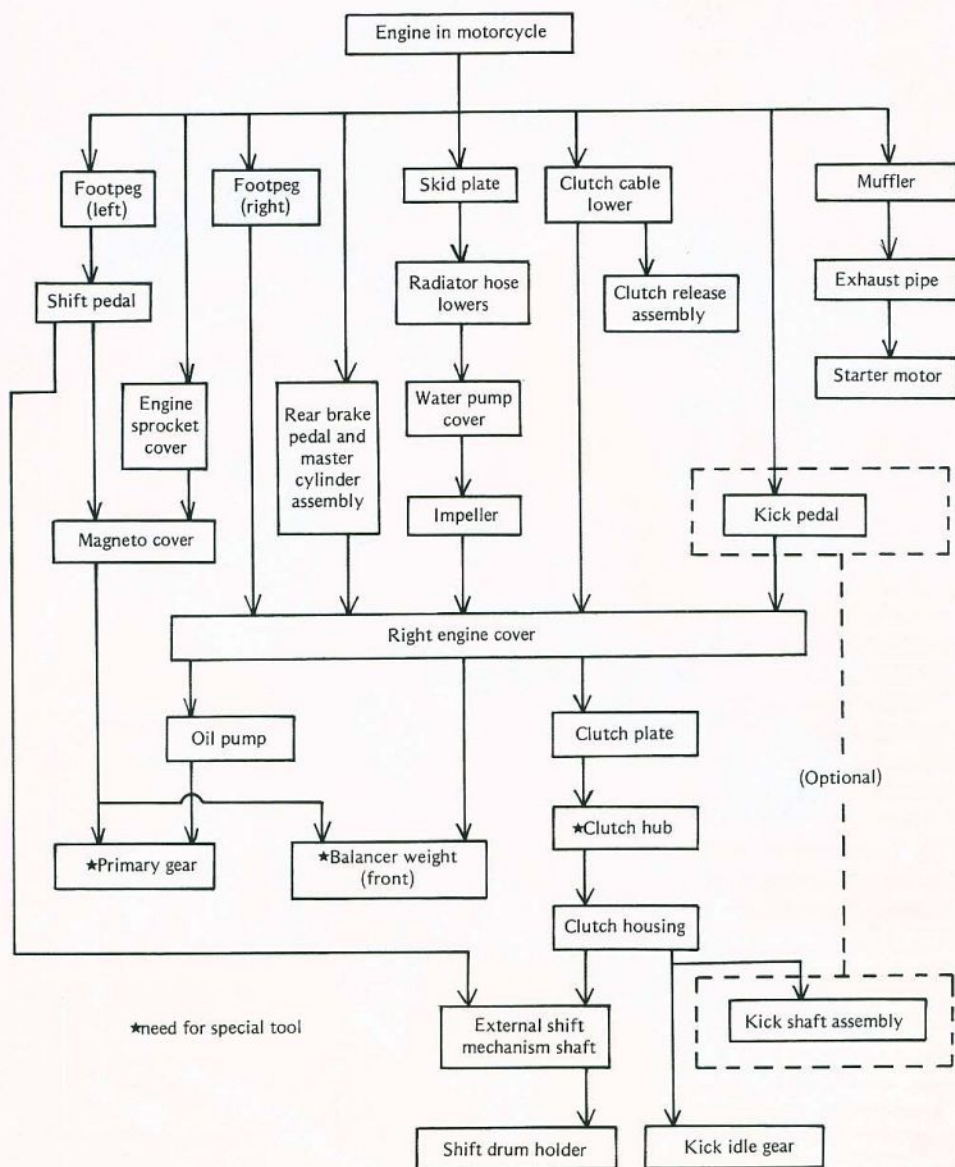 Engine in motorcycle
Footpeg
(left)
Footpeg
(right)
Skid plate
Clutch cable
lower
Muffler
Shift pedal
Radiator hose
lowers
Clutch release
assembly
Exhaust pipe
Engine
sprocket
cover
Rear brake
pedal and
master
cylinder
assembly
Water pump
cover
Starter motor
Magneto cover
Impeller
Kick pedal
Right engine cover
Oil pump
Clutch plate
(Optional)
★Primary gear
★Balancer weight
(front)
★Clutch hub
Clutch housing
★need for special tool
External shift
mechanism shaft
Kick shaft assembly
Shift drum holder
Kick idle gear